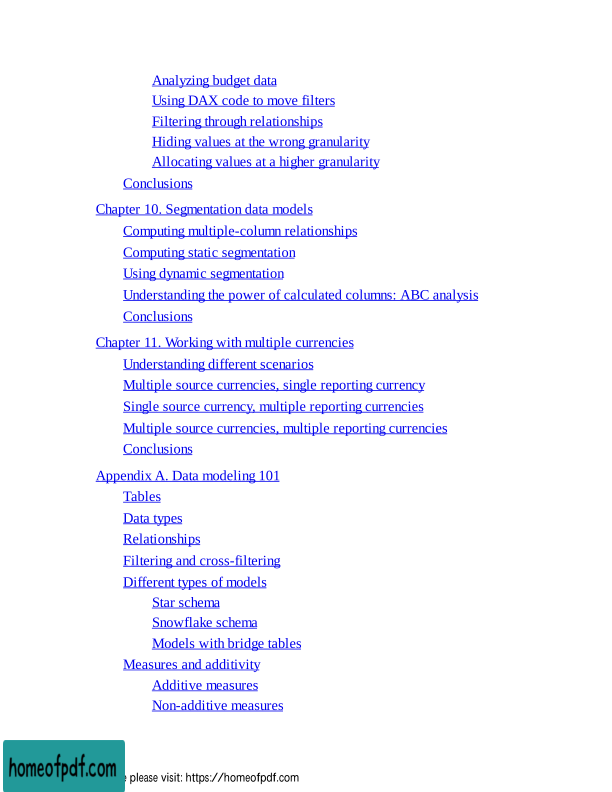 Analyzing budget data
Using DAX code to move filters
Filtering through relationships
Hiding values at the wrong granularity
Allocating values at a higher granularity
Conclusions
Chapter 10. Segmentation data models
Computing multiple-column relationships
Computing static segmentation
Using dynamic segmentation
Understanding the power of calculated columns: ABC analysis
Conclusions
Chapter 11. Working with multiple currencies
Understanding different scenarios
Multiple source currencies, single reporting currency
Single source currency, multiple reporting currencies
Multiple source currencies, multiple reporting currencies
Conclusions
Appendix A. Data modeling 101
Tables
Data types
Relationships
Filtering and cross-filtering
Different types of models
Star schema
Snowflake schema
Models with bridge tables
Measures and additivity
Additive measures
Non-additive measures
homeofpdf.com
please visit: https://homeofpdf.com